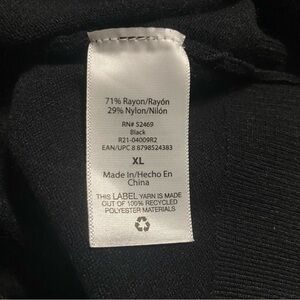 71% Rayon/Rayón
29% Nylon/Nilón
RN# 52469
Black
R21-04009R2
EAN/UPC 8 8798524383
XL
Made in/Hecho En
China
THIS LABEL YARN IS MADE
OUT OF 100% RECYCLED
POLYESTER MATERIALS